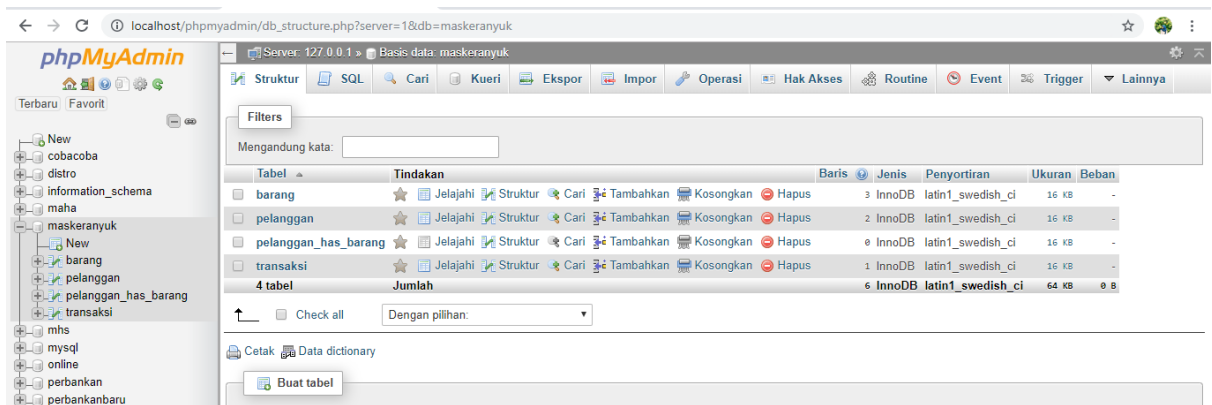 localhost/phpmyadmin/db_structure.php?server=1&db=maskeranyuk
phpMyAdmin
Terbaru Favorit
New
cobacoba
distro
information_schema
maha
maskeranyuk
New
barang
pelanggan
pelanggan_has_barang
transaksi
mhs
mysql
online
perbankan
perbankanbaru
Server: 127.0.0.1 » Basis data: maskeranyuk
Struktur SQL Cari Kueri Ekspor Impor Operasi Hak Akses Routine Event Trigger Lainnya
Filters
Mengandung kata:
Tabel Tindakan Baris Jenis Penyortiran Ukuran Beban
barang Jelajahi Struktur Cari Tambahkan Kosongkan Hapus 3 InnoDB latin1_swedish_ci 16 KB -
pelanggan Jelajahi Struktur Cari Tambahkan Kosongkan Hapus 2 InnoDB latin1_swedish_ci 16 KB -
pelanggan_has_barang Jelajahi Struktur Cari Tambahkan Kosongkan Hapus 0 InnoDB latin1_swedish_ci 16 KB -
transaksi Jelajahi Struktur Cari Tambahkan Kosongkan Hapus 1 InnoDB latin1_swedish_ci 16 KB -
4 tabel Jumlah 6 InnoDB latin1_swedish_ci 64 KB 0 B
Check all Dengan pilihan:
Cetak Data dictionary
Buat tabel